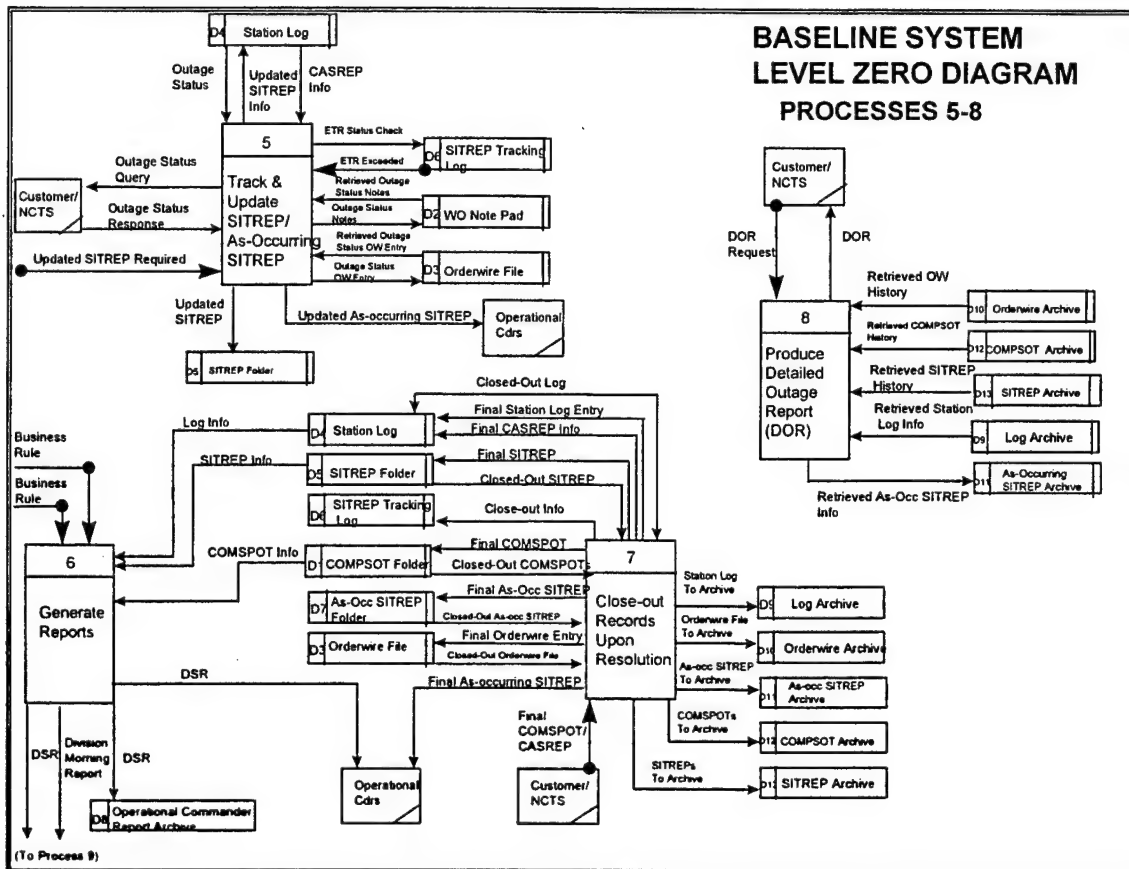 BASELINE SYSTEM
LEVEL ZERO DIAGRAM
PROCESSES 5-8
D4 Station Log
Outage
Status
Updated
SITREP
Info
CASREP
Info
5
Track &
Update
SITREP/
As-Occurring
SITREP
ETR Status Check
ETR Exceeded
D6 SITREP Tracking
Log
Retrieved Outage
Status Notes
Outage Status
Notes
D2 WO Note Pad
Retrieved Outage
Status OW Entry
Outage Status
OW Entry
D3 Orderwire File
Outage Status
Query
Customer/
NCTS
Outage Status
Response
Updated SITREP Required
Updated
SITREP
Updated As-occurring SITREP
Operational
Cdrs
D5 SITREP Folder
Customer/
NCTS
DOR
Request
DOR
8
Produce
Detailed
Outage
Report
(DOR)
Retrieved OW
History
D10 Orderwire Archive
Retrieved COMPSOT
History
D12 COMPSOT Archive
Retrieved SITREP
History
D13 SITREP Archive
Retrieved Station
Log Info
D9 Log Archive
D11 As-Occurring
SITREP Archive
Retrieved As-Occ SITREP
Info
Closed-Out Log
Business
Rule
Business
Rule
Log Info
D4 Station Log
Final Station Log Entry
Final CASREP Info
SITREP Info
D5 SITREP Folder
Final SITREP
Closed-Out SITREP
D6 SITREP Tracking
Log
Close-out Info
6
Generate
Reports
COMSPOT Info
D1 COMPSOT Folder
Final COMSPOT
Closed-Out COMSPOTs
D7 As-Occ SITREP
Folder
Final As-Occ SITREP
Closed-Out As-occ SITREP
D3 Orderwire File
Final Orderwire Entry
Closed-Out Orderwire File
7
Close-out
Records
Upon
Resolution
Station Log
To Archive
D9 Log Archive
Orderwire File
To Archive
D10 Orderwire Archive
As-occ SITREP
To Archive
D11 As-occ SITREP
Archive
COMSPOTs
To Archive
D12 COMPSOT Archive
SITREPs
To Archive
D13 SITREP Archive
DSR
Final As-occurring SITREP
Final
COMSPOT/
CASREP
DSR
Division
Morning
Report
DSR
Operational
Cdrs
Customer/
NCTS
D8 Operational Commander
Report Archive
(To Process 9)